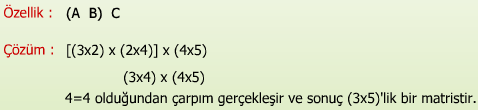 Özellik : (A B) C
Çözüm : [(3x2) x (2x4)] x (4x5)
(3x4) x (4x5)
4=4 olduğundan çarpım gerçekleşir ve sonuç (3x5)'lik bir matristir.